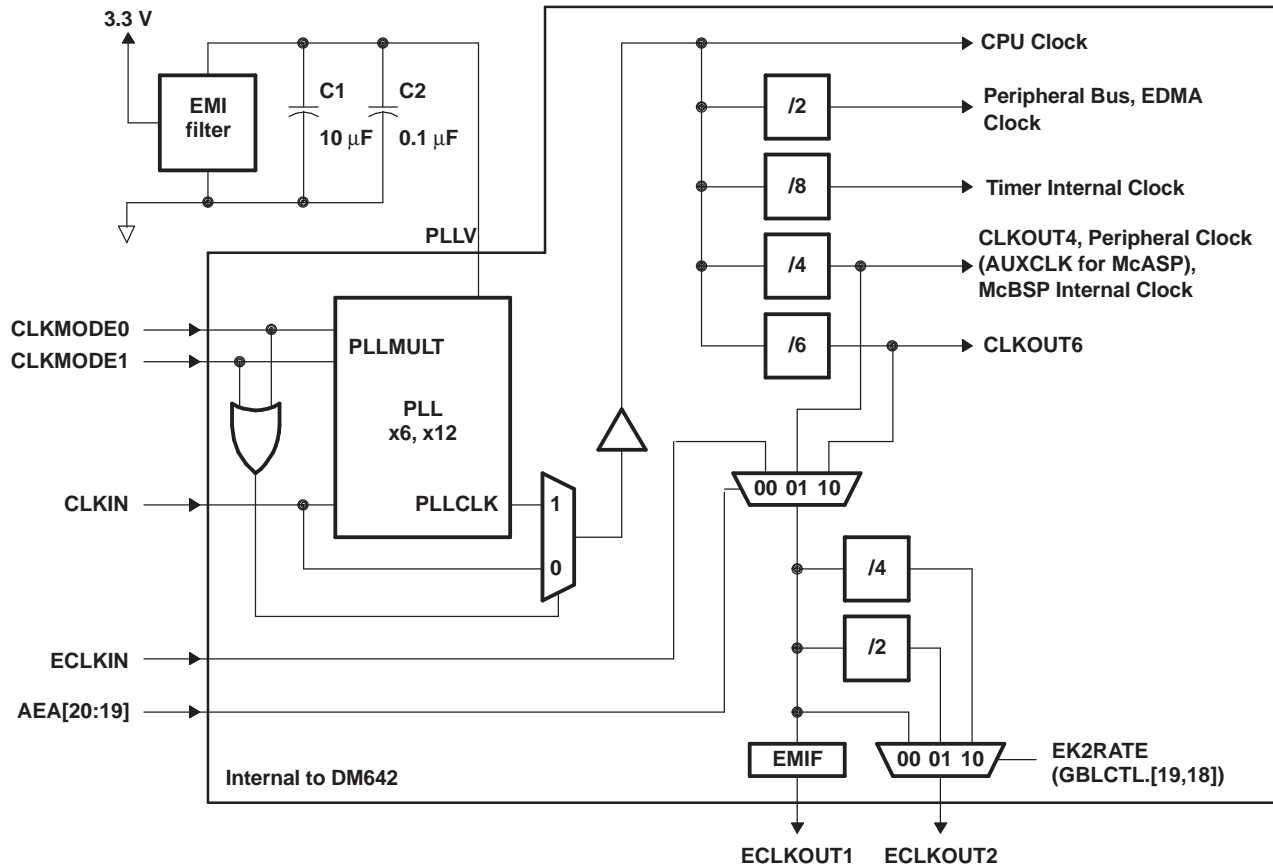 3.3 V
EMI
filter
C1
10 μF
C2
0.1 μF
PLLV
CPU Clock
/2
Peripheral Bus, EDMA
Clock
/8
Timer Internal Clock
/4
CLKOUT4, Peripheral Clock
(AUXCLK for McASP),
McBSP Internal Clock
/6
CLKOUT6
CLKMODE0
CLKMODE1
PLLMULT
PLL
x6, x12
CLKIN
PLLCLK
1
0
00 01 10
/4
/2
ECLKIN
AEA[20:19]
EMIF
00 01 10
EK2RATE
(GBLCTL.[19,18])
Internal to DM642
ECLKOUT1
ECLKOUT2